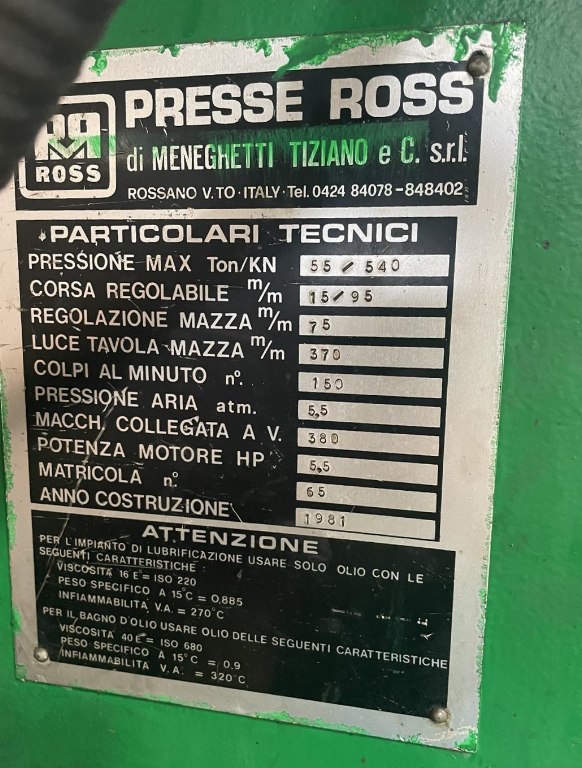 PRESSE ROSS
ROSS
di MENEGHETTI TIZIANO e C. s.r.l.
ROSSANO V.TO · ITALY · Tel. 0424 84078-848402
PARTICOLARI TECNICI
PRESSIONE MAX Ton/KN 55/540
CORSA REGOLABILE m/m 15/95
REGOLAZIONE MAZZA m/m 75
LUCE TAVOLA MAZZA m/m 370
COLPI AL MINUTO n°. 150
PRESSIONE ARIA atm. 5,5
MACCH. COLLEGATA A V. 380
POTENZA MOTORE HP 5,5
MATRICOLA n°. 65
ANNO COSTRUZIONE 1981
ATTENZIONE
PER L'IMPIANTO DI LUBRIFICAZIONE USARE SOLO OLIO CON LE
SEGUENTI CARATTERISTICHE
VISCOSITÀ 16 E° = ISO 220
PESO SPECIFICO A 15°C = 0,885
INFIAMMABILITÀ V.A. = 270°C
PER IL BAGNO D'OLIO USARE OLIO DELLE SEGUENTI CARATTERISTICHE
VISCOSITÀ 40 E° = ISO 680
PESO SPECIFICO A 15°C = 0.9
INFIAMMABILITÀ V.A. = 320°C